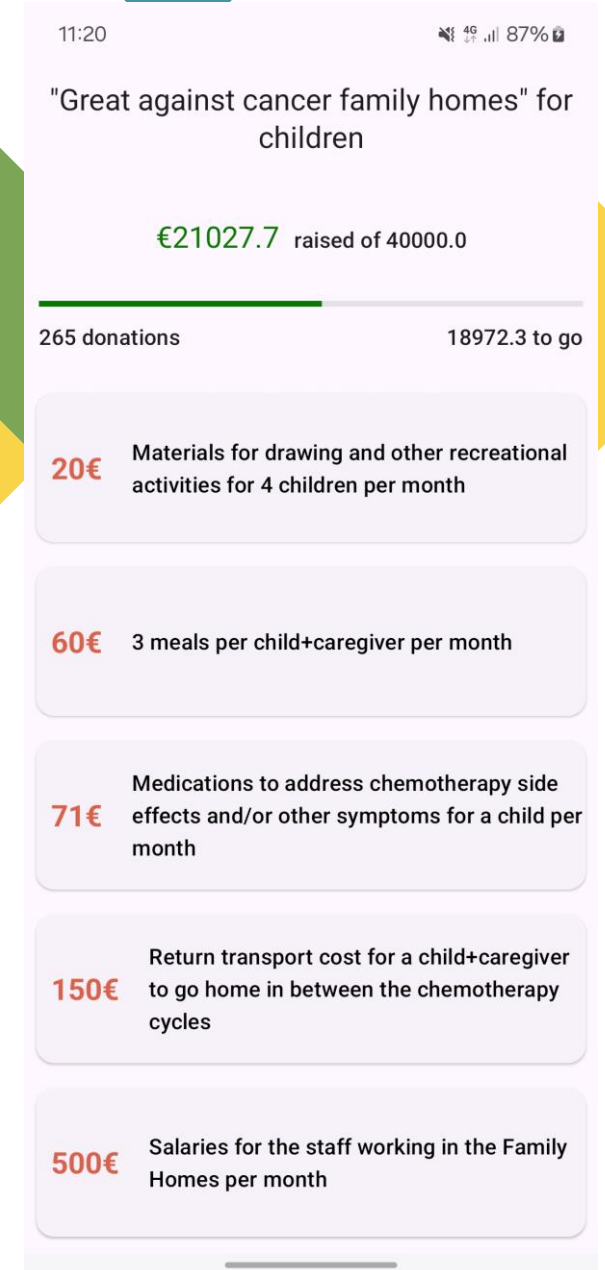 11:20 4G 87%
"Great against cancer family homes" for
children
€21027.7 raised of 40000.0
265 donations 18972.3 to go
20€ Materials for drawing and other recreational
activities for 4 children per month
60€ 3 meals per child+caregiver per month
Medications to address chemotherapy side
71€ effects and/or other symptoms for a child per
month
Return transport cost for a child+caregiver
150€ to go home in between the chemotherapy
cycles
500€ Salaries for the staff working in the Family
Homes per month